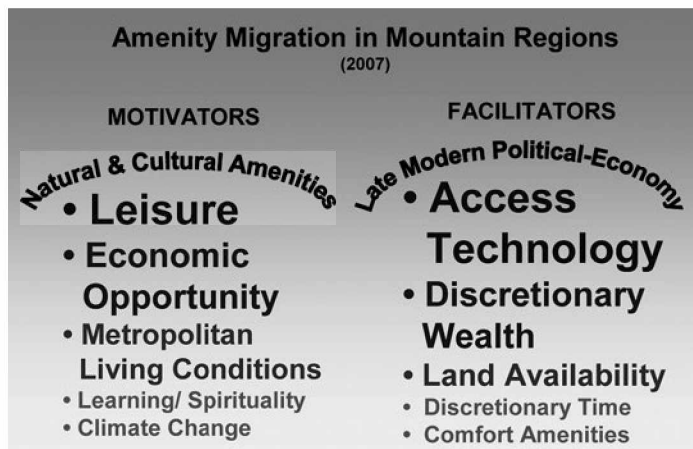 Amenity Migration in Mountain Regions
(2007)
MOTIVATORS
Natural & Cultural Amenities
• Leisure
• Economic
Opportunity
• Metropolitan
Living Conditions
• Learning/ Spirituality
• Climate Change
FACILITATORS
Late Modern Political-Economy
• Access
Technology
• Discretionary
Wealth
• Land Availability
• Discretionary Time
• Comfort Amenities